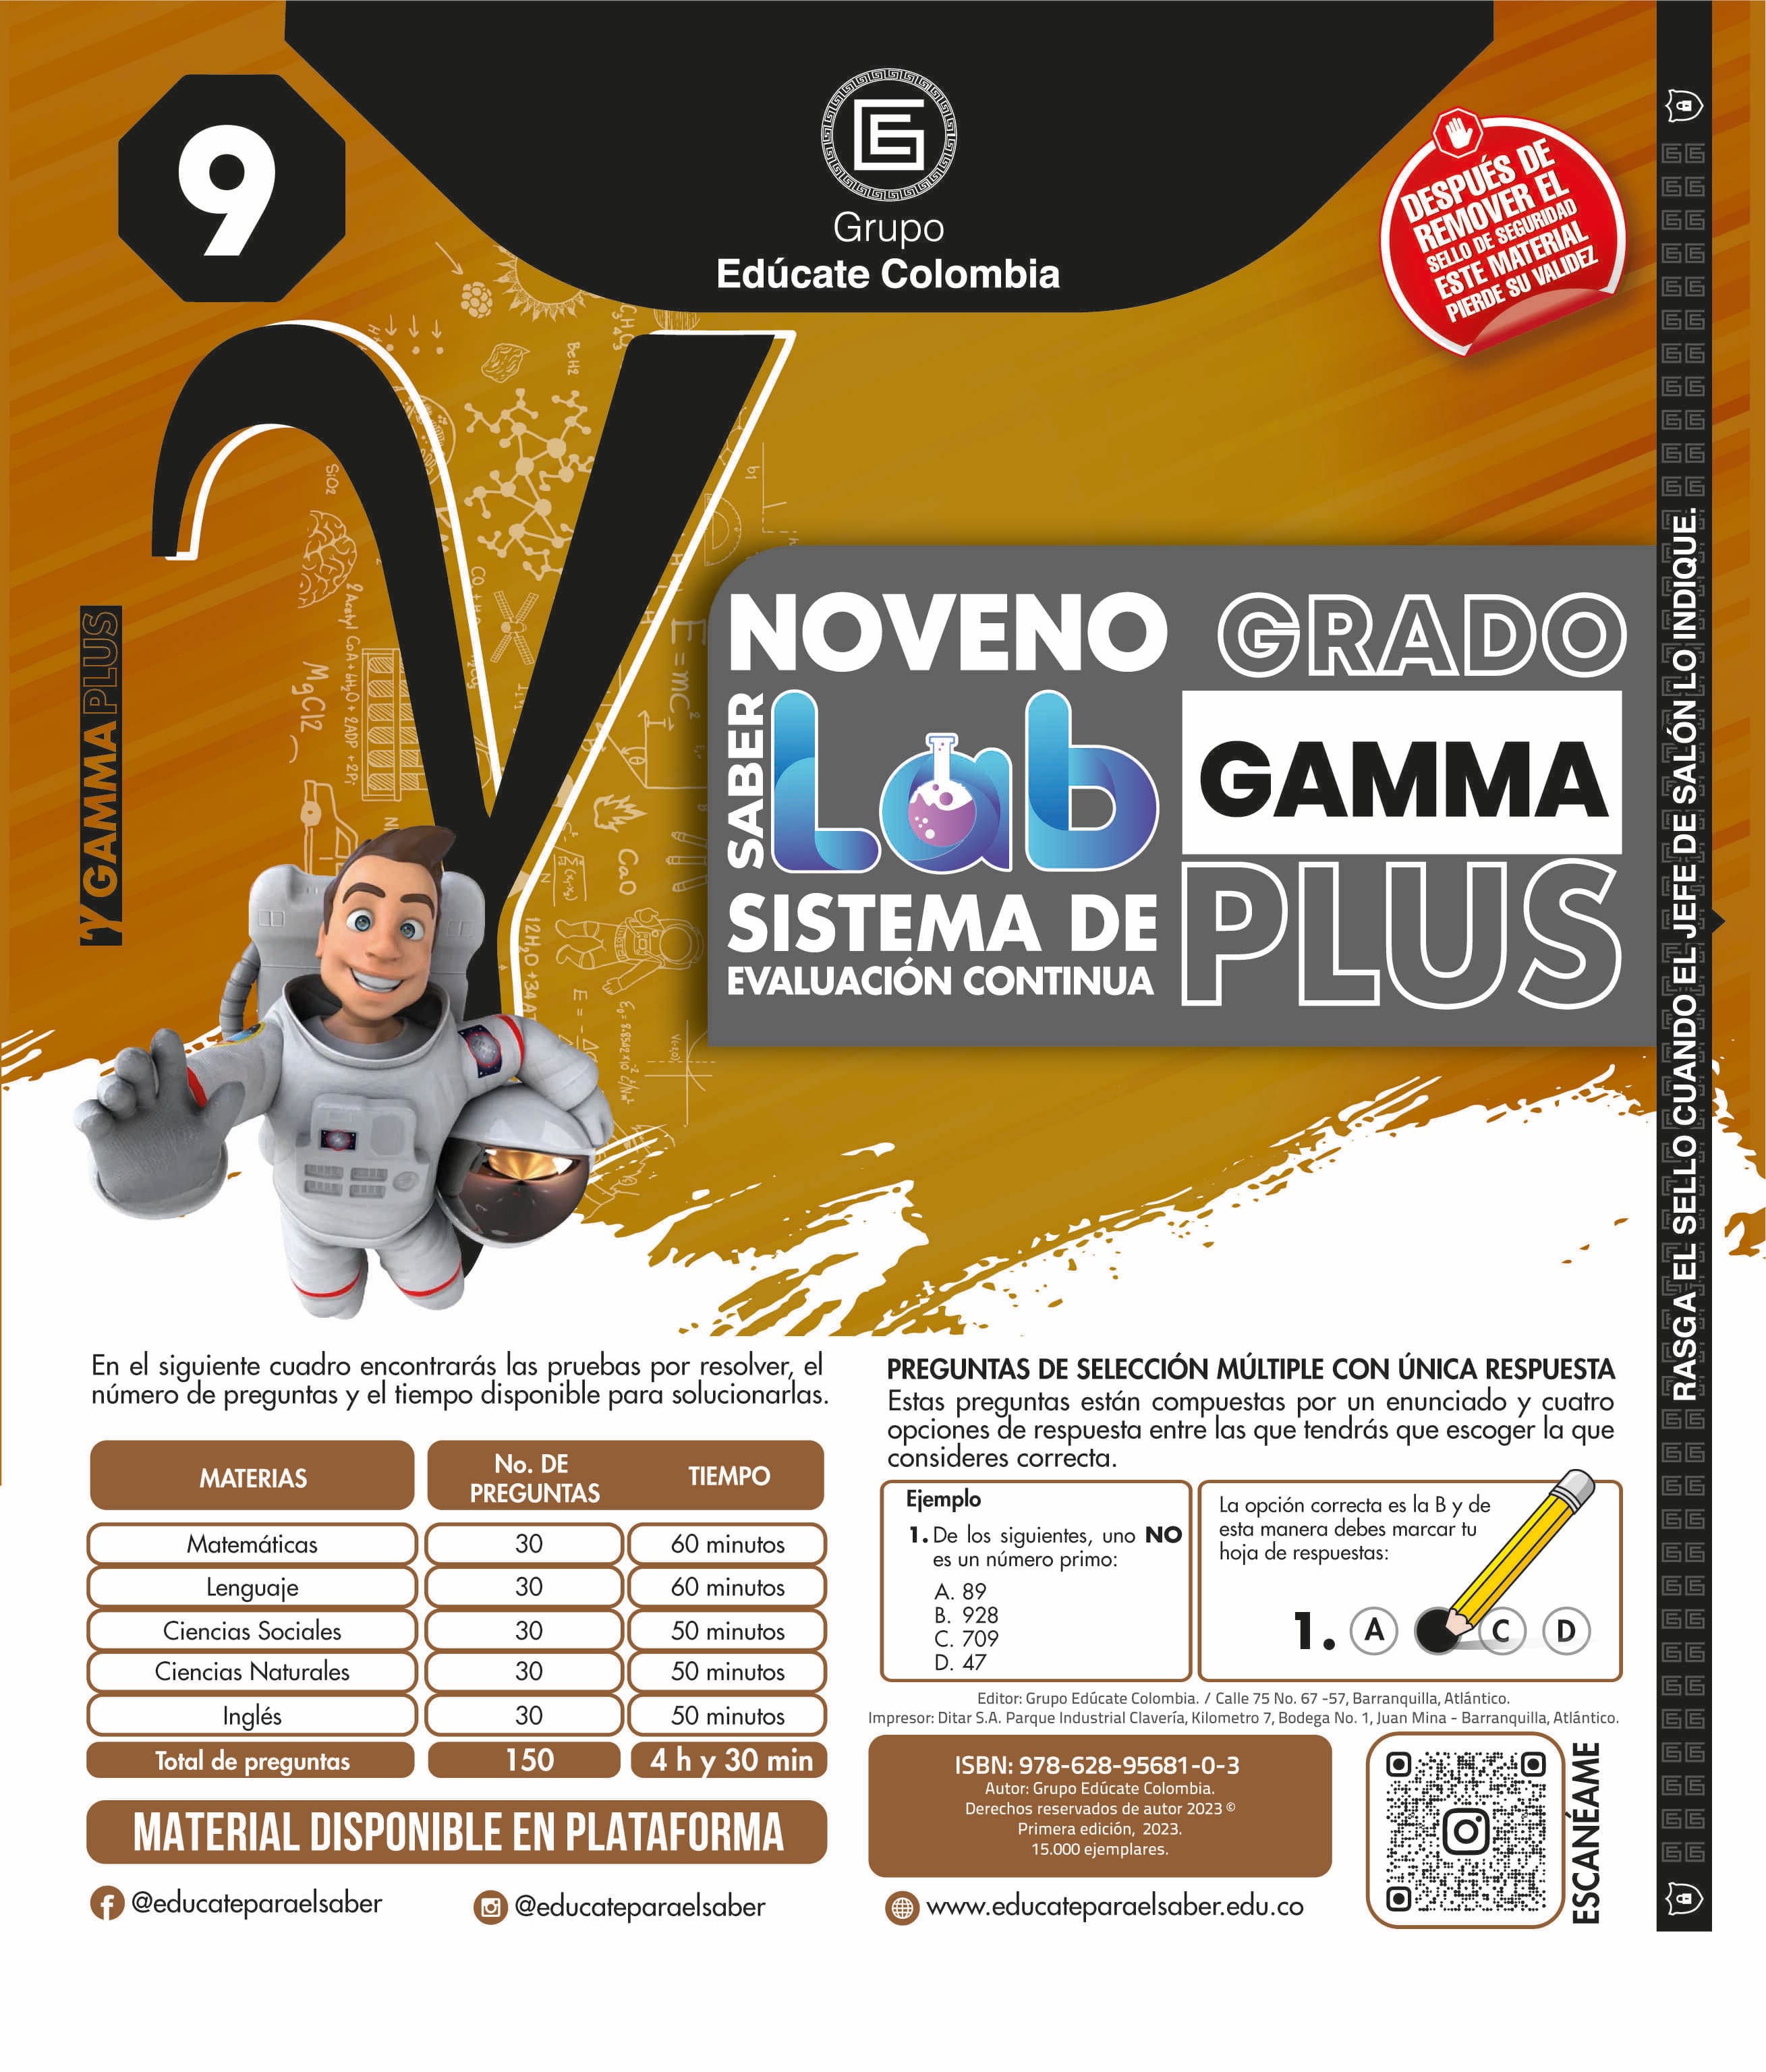 9
Grupo
Edúcate Colombia
DESPUÉS DE
REMOVER EL
SELLO DE SEGURIDAD
ESTE MATERIAL
PIERDE SU VALIDEZ
γ GAMMA PLUS
NOVENO GRADO
SABER Lab
GAMMA
PLUS
SISTEMA DE
EVALUACIÓN CONTINUA
RASGA EL SELLO CUANDO EL JEFE DE SALÓN LO INDIQUE.
SiO2
BeH2
MgCl2
CaO
E=mc²
En el siguiente cuadro encontrarás las pruebas por resolver, el
número de preguntas y el tiempo disponible para solucionarlas.
MATERIAS No. DE PREGUNTAS TIEMPO
Matemáticas 30 60 minutos
Lenguaje 30 60 minutos
Ciencias Sociales 30 50 minutos
Ciencias Naturales 30 50 minutos
Inglés 30 50 minutos
Total de preguntas 150 4 h y 30 min
MATERIAL DISPONIBLE EN PLATAFORMA
@educateparaelsaber @educateparaelsaber
PREGUNTAS DE SELECCIÓN MÚLTIPLE CON ÚNICA RESPUESTA
Estas preguntas están compuestas por un enunciado y cuatro
opciones de respuesta entre las que tendrás que escoger la que
consideres correcta.
Ejemplo
1. De los siguientes, uno NO
es un número primo:
A. 89
B. 928
C. 709
D. 47
La opción correcta es la B y de
esta manera debes marcar tu
hoja de respuestas:
1. A C D
Editor: Grupo Edúcate Colombia. / Calle 75 No. 67 -57, Barranquilla, Atlántico.
Impresor: Ditar S.A. Parque Industrial Clavería, Kilometro 7, Bodega No. 1, Juan Mina - Barranquilla, Atlántico.
ISBN: 978-628-95681-0-3
Autor: Grupo Edúcate Colombia.
Derechos reservados de autor 2023 ©
Primera edición, 2023.
15.000 ejemplares.
www.educateparaelsaber.edu.co
ESCANÉAME